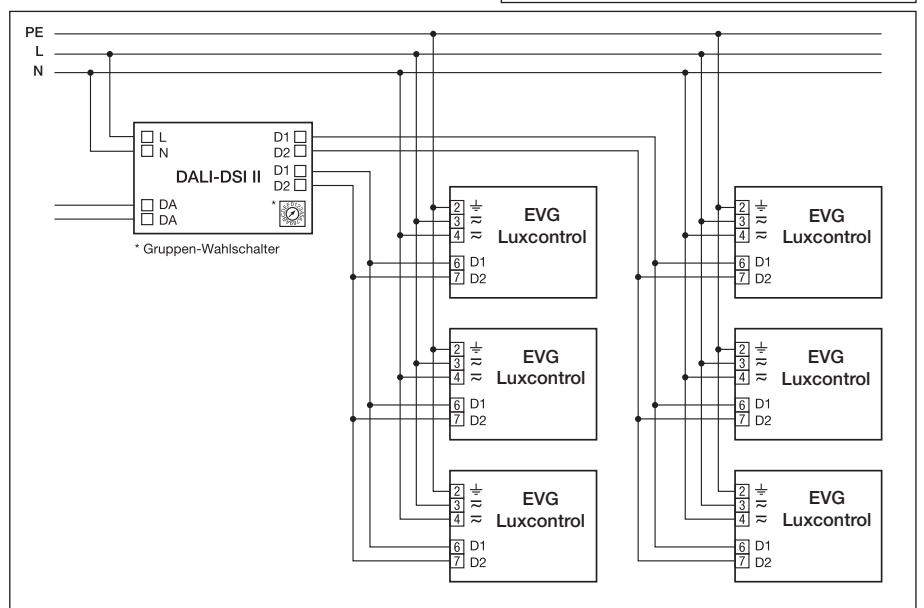 PE
L
N
L
N
DALI-DSI II
D1
D2
D1
D2
DA
DA
*
* Gruppen-Wahlschalter
2
3
4
6 D1
7 D2
EVG
Luxcontrol
2
3
4
6 D1
7 D2
EVG
Luxcontrol
2
3
4
6 D1
7 D2
EVG
Luxcontrol
2
3
4
6 D1
7 D2
EVG
Luxcontrol
2
3
4
6 D1
7 D2
EVG
Luxcontrol
2
3
4
6 D1
7 D2
EVG
Luxcontrol